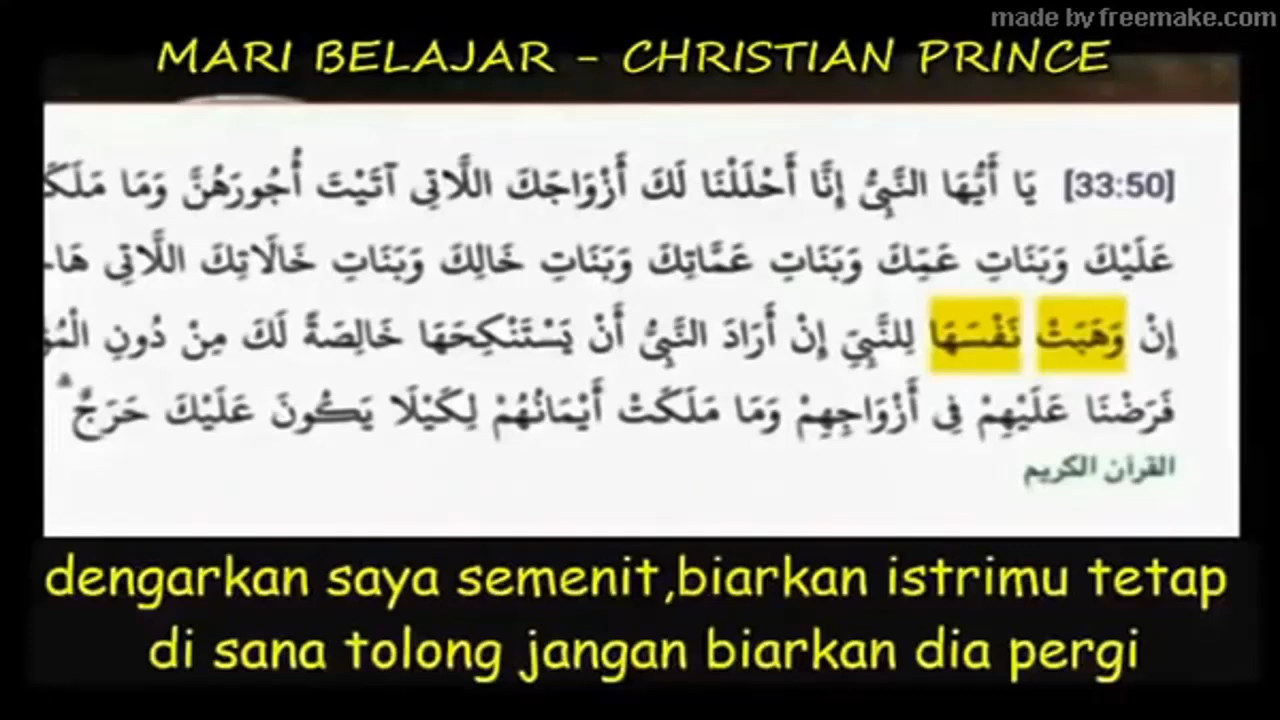 made by freemake.com
MARI BELAJAR - CHRISTIAN PRINCE
[33:50] يَا أَيُّهَا النَّبِيُّ إِنَّا أَحْلَلْنَا لَكَ أَزْوَاجَكَ اللَّاتِي آتَيْتَ أُجُورَهُنَّ وَمَا
عَلَيْكَ وَبَنَاتِ عَمِّكَ وَبَنَاتِ عَمَّاتِكَ وَبَنَاتِ خَالِكَ وَبَنَاتِ خَالَاتِكَ اللَّاتِي
إِنْ وَهَبَتْ نَفْسَهَا لِلنَّبِيِّ إِنْ أَرَادَ النَّبِيُّ أَنْ يَسْتَنْكِحَهَا خَالِصَةً لَكَ مِنْ دُونِ
فَرَضْنَا عَلَيْهِمْ فِي أَزْوَاجِهِمْ وَمَا مَلَكَتْ أَيْمَانُهُمْ لِكَيْلَا يَكُونَ عَلَيْكَ حَرَجٌ ۗ
القرآن الكريم
dengarkan saya semenit,biarkan istrimu tetap
di sana tolong jangan biarkan dia pergi